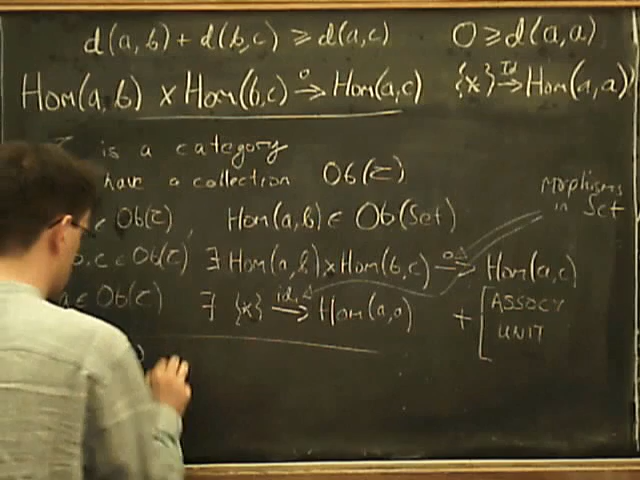 d(a,b) + d(b,c) ⩾ d(a,c)
0 ⩾ d(a,a)
Hom(a,b) × Hom(b,c) →° Hom(a,c)
{*} →Id Hom(a,a)
is a category
have a collection Ob(C)
∈ Ob(C) Hom(a,b) ∈ Ob(Set)
Morphisms
in Set
b,c ∈ Ob(C) ∃ Hom(a,b) × Hom(b,c) → Hom(a,c)
∈ Ob(C) ∃ {*} →id Hom(a,a)
+ [ ASSOC
UNIT